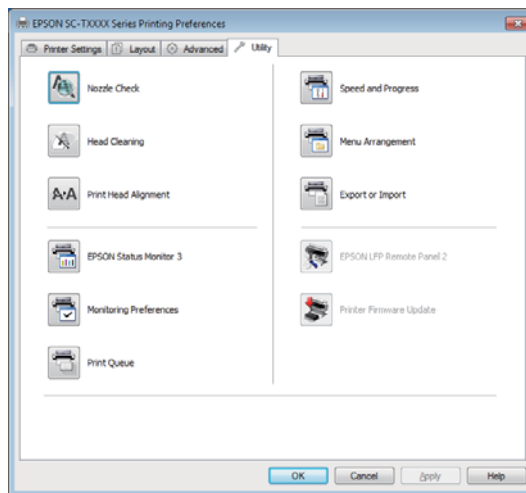 EPSON SC-TXXXX Series Printing Preferences
Printer Settings Layout Advanced Utility
Nozzle Check
Speed and Progress
Head Cleaning
Menu Arrangement
A·A Print Head Alignment
Export or Import
EPSON Status Monitor 3
EPSON LFP Remote Panel 2
Monitoring Preferences
Printer Firmware Update
Print Queue
OK Cancel Apply Help